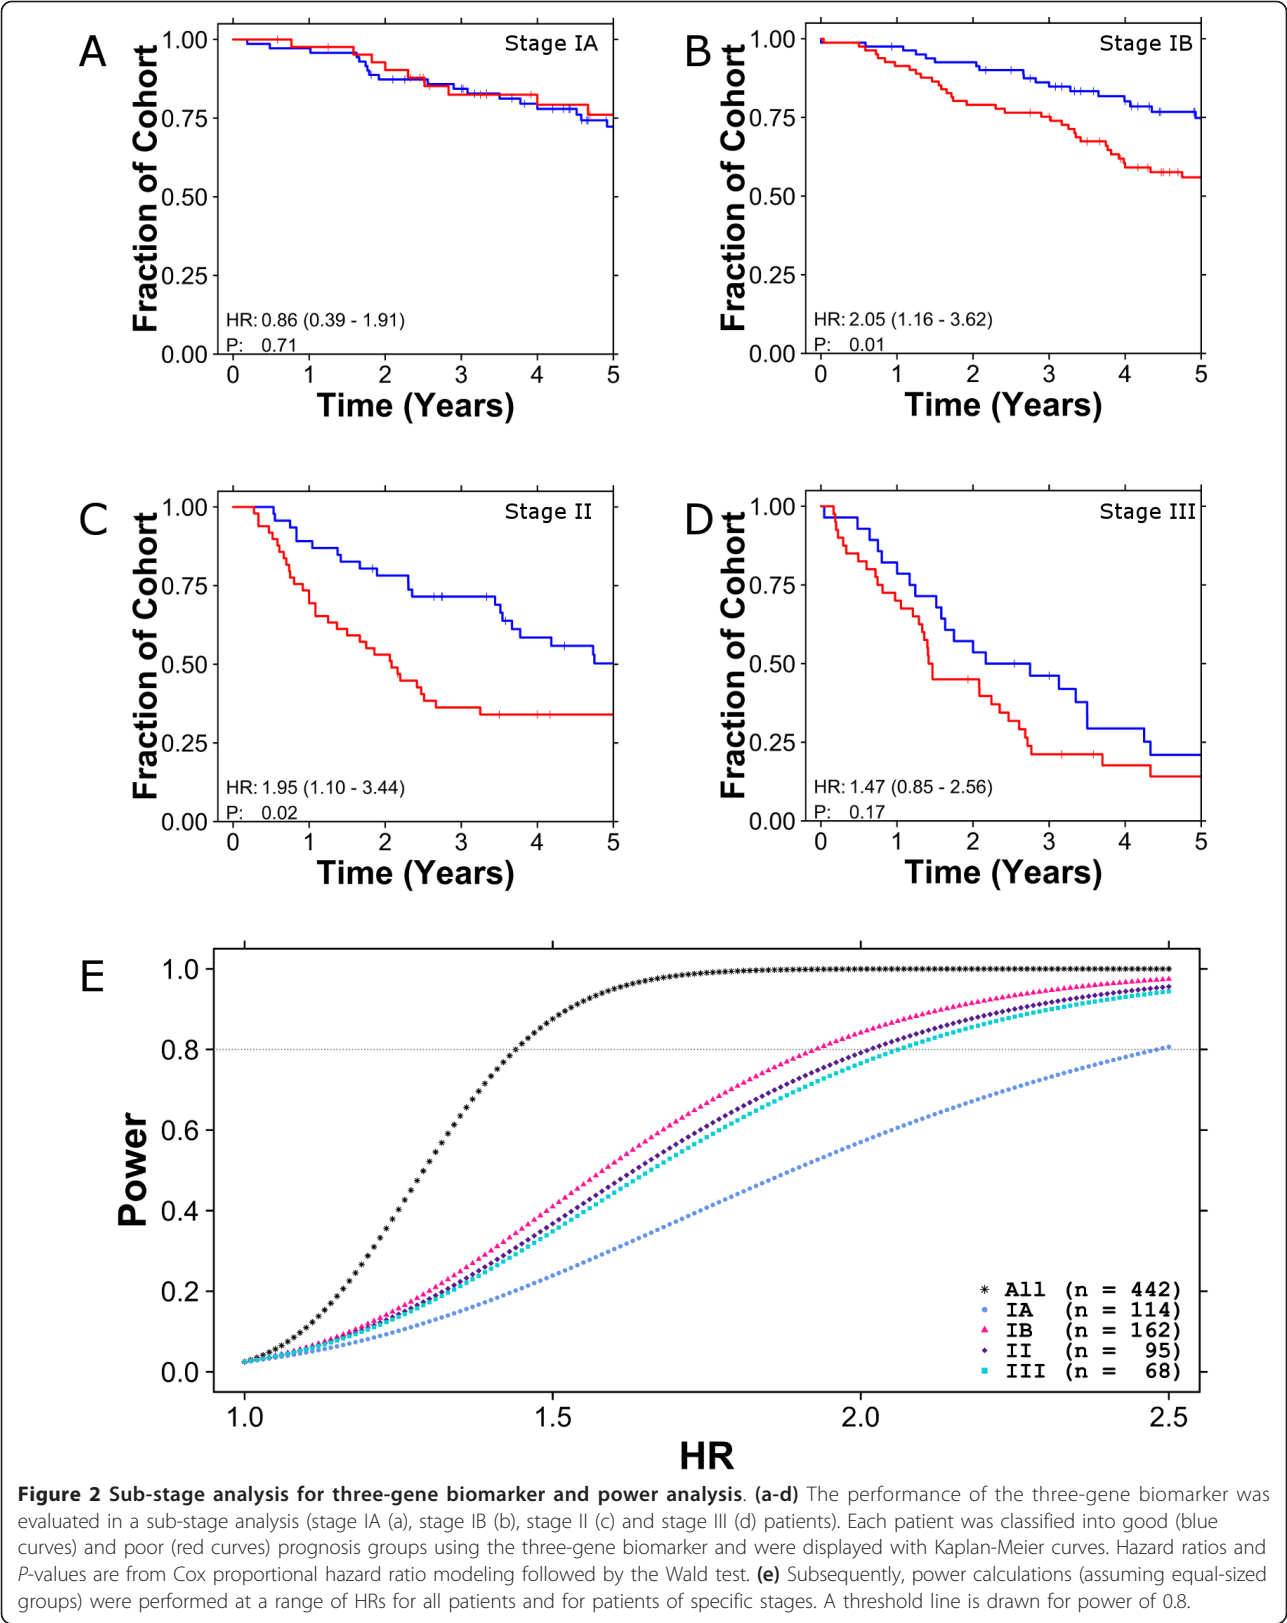 A
Stage IA
Fraction of Cohort
1.00
0.75
0.50
0.25
0.00
HR: 0.86 (0.39 - 1.91)
P: 0.71
0 1 2 3 4 5
Time (Years)
B
Stage IB
Fraction of Cohort
1.00
0.75
0.50
0.25
0.00
HR: 2.05 (1.16 - 3.62)
P: 0.01
0 1 2 3 4 5
Time (Years)
C
Stage II
Fraction of Cohort
1.00
0.75
0.50
0.25
0.00
HR: 1.95 (1.10 - 3.44)
P: 0.02
0 1 2 3 4 5
Time (Years)
D
Stage III
Fraction of Cohort
1.00
0.75
0.50
0.25
0.00
HR: 1.47 (0.85 - 2.56)
P: 0.17
0 1 2 3 4 5
Time (Years)
E
Power
1.0
0.8
0.6
0.4
0.2
0.0
All (n = 442)
IA (n = 114)
IB (n = 162)
II (n = 95)
III (n = 68)
1.0 1.5 2.0 2.5
HR
Figure 2 Sub-stage analysis for three-gene biomarker and power analysis. (a-d) The performance of the three-gene biomarker was
evaluated in a sub-stage analysis (stage IA (a), stage IB (b), stage II (c) and stage III (d) patients). Each patient was classified into good (blue
curves) and poor (red curves) prognosis groups using the three-gene biomarker and were displayed with Kaplan-Meier curves. Hazard ratios and
P-values are from Cox proportional hazard ratio modeling followed by the Wald test. (e) Subsequently, power calculations (assuming equal-sized
groups) were performed at a range of HRs for all patients and for patients of specific stages. A threshold line is drawn for power of 0.8.